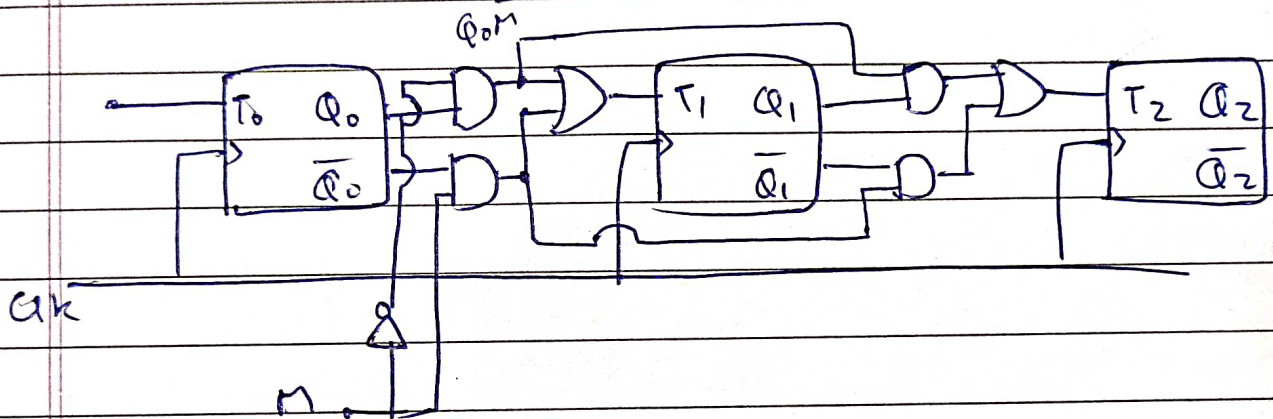 Q₀M
T₀ Q₀ T₁ Q₁ T₂ Q₂
Q̅₀ Q̅₁ Q̅₂
Clk
M